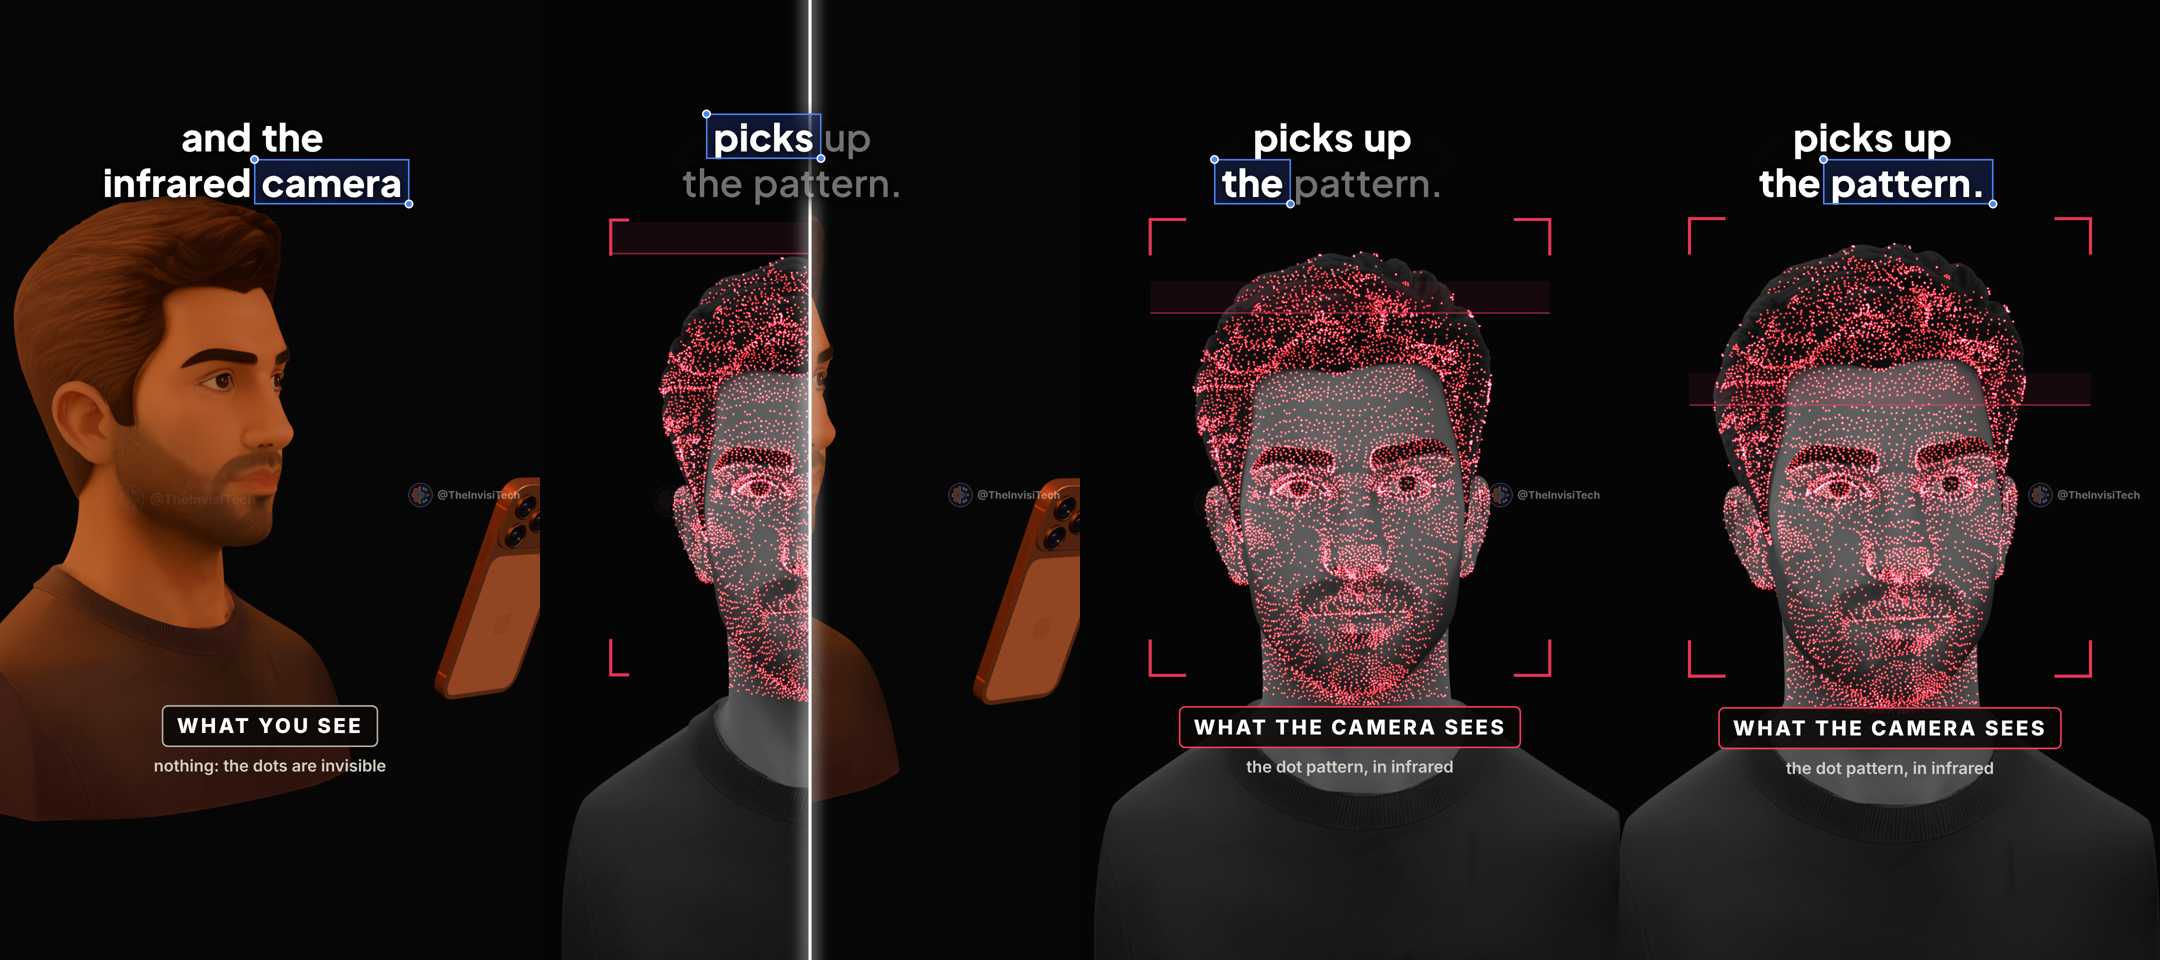 and the
infrared camera
@TheInvisiTech
@TheInvisiTech
WHAT YOU SEE
nothing: the dots are invisible
picks up
the pattern.
@TheInvisiTech
picks up
the pattern.
@TheInvisiTech
WHAT THE CAMERA SEES
the dot pattern, in infrared
picks up
the pattern.
@TheInvisiTech
WHAT THE CAMERA SEES
the dot pattern, in infrared